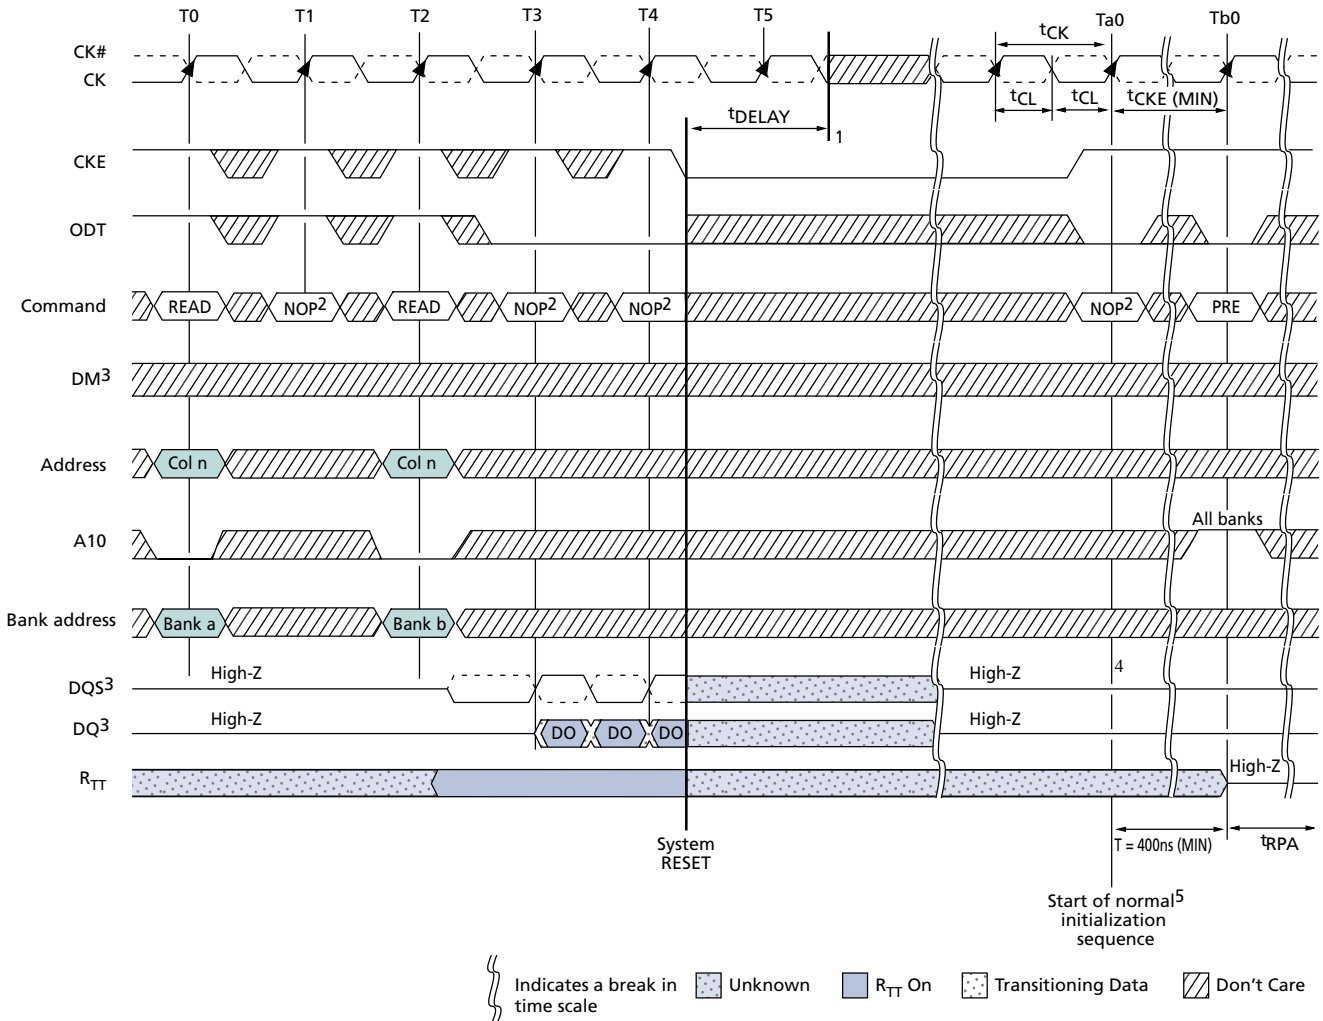 T0 T1 T2 T3 T4 T5 Ta0 Tb0
CK#
CK
tCK
tCL tCL tCKE (MIN)
tDELAY
1
CKE
ODT
Command READ NOP2 READ NOP2 NOP2 NOP2 PRE
DM3
Address Col n Col n
A10 All banks
Bank address Bank a Bank b
DQS3 High-Z High-Z 4
DQ3 High-Z DO DO DO High-Z
RTT High-Z
System
RESET
T = 400ns (MIN) tRPA
Start of normal5
initialization
sequence
Indicates a break in
time scale
Unknown RTT On Transitioning Data Don't Care